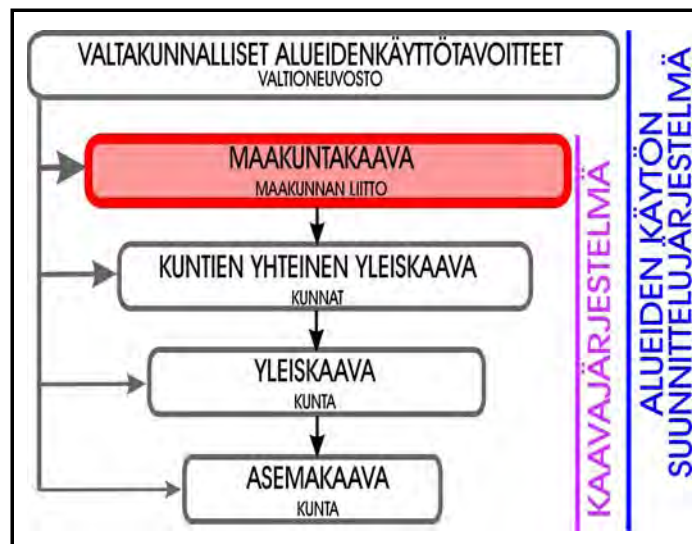 VALTAKUNNALLISET ALUEIDENKÄYTTÖTAVOITTEET
VALTIONEUVOSTO
MAAKUNTAKAAVA
MAAKUNNAN LIITTO
KUNTIEN YHTEINEN YLEISKAAVA
KUNNAT
YLEISKAAVA
KUNTA
ASEMAKAAVA
KUNTA
KAAVAJÄRJESTELMÄ
ALUEIDEN KÄYTÖN
SUUNNITTELUJÄRJESTELMÄ